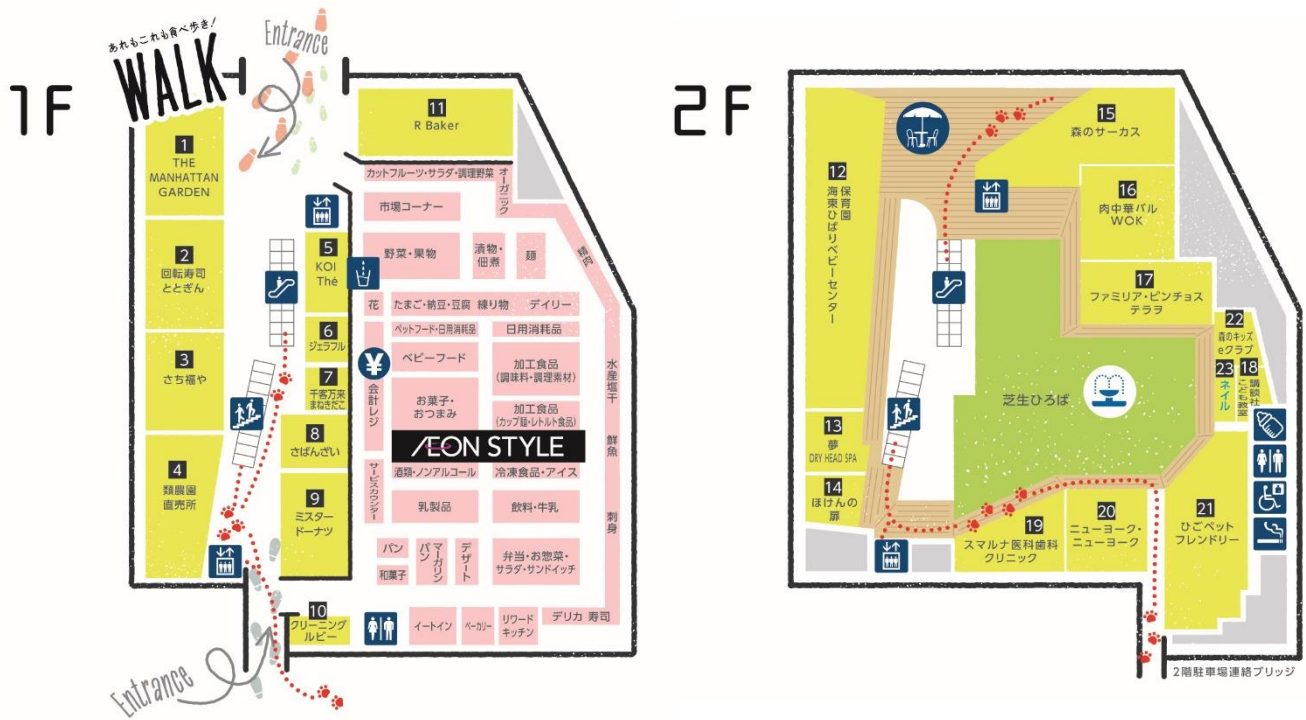 1F
あれもこれも食べ歩き!
WALK
Entrance
1
THE
MANHATTAN
GARDEN
2
回転寿司
ととぎん
3
さち福や
4
類農園
直売所
5
KOI
Thé
6
ジェラフル
7
千客万来
まねきだこ
8
さばんざい
9
ミスター
ドーナツ
10
クリーニング
ルビー
Entrance
11
R Baker
カットフルーツ・サラダ・調理野菜
オーガニック
市場コーナー
野菜・果物
漬物・
佃煮
麺
精肉
花
たまご・納豆・豆腐 練り物 デイリー
ペットフード・日用消耗品
日用消耗品
¥
会計レジ
ベビーフード
加工食品
(調味料・調理素材)
お菓子・
おつまみ
加工食品
(カップ麺・レトルト食品)
水産塩干
鮮魚
刺身
ÆON STYLE
サービスカウンター
酒類・ノンアルコール
冷凍食品・アイス
乳製品
飲料・牛乳
パン
和菓子
マーガリン
パン
デザート
弁当・お惣菜・
サラダ・サンドイッチ
イートイン
ベーカリー
リワード
キッチン
デリカ 寿司
2F
12
保育園
海東ひばりベビーセンター
13
夢
DRY HEAD SPA
14
ほけんの
扉
15
森のサーカス
16
肉中華バル
WOK
17
ファミリア・ピンチョス
テラヲ
22
森のキッズ
eクラブ
23
ネイル
18
講談社
こども教室
芝生ひろば
19
スマルナ医科歯科
クリニック
20
ニューヨーク・
ニューヨーク
21
ひごペット
フレンドリー
2階駐車場連絡ブリッジ